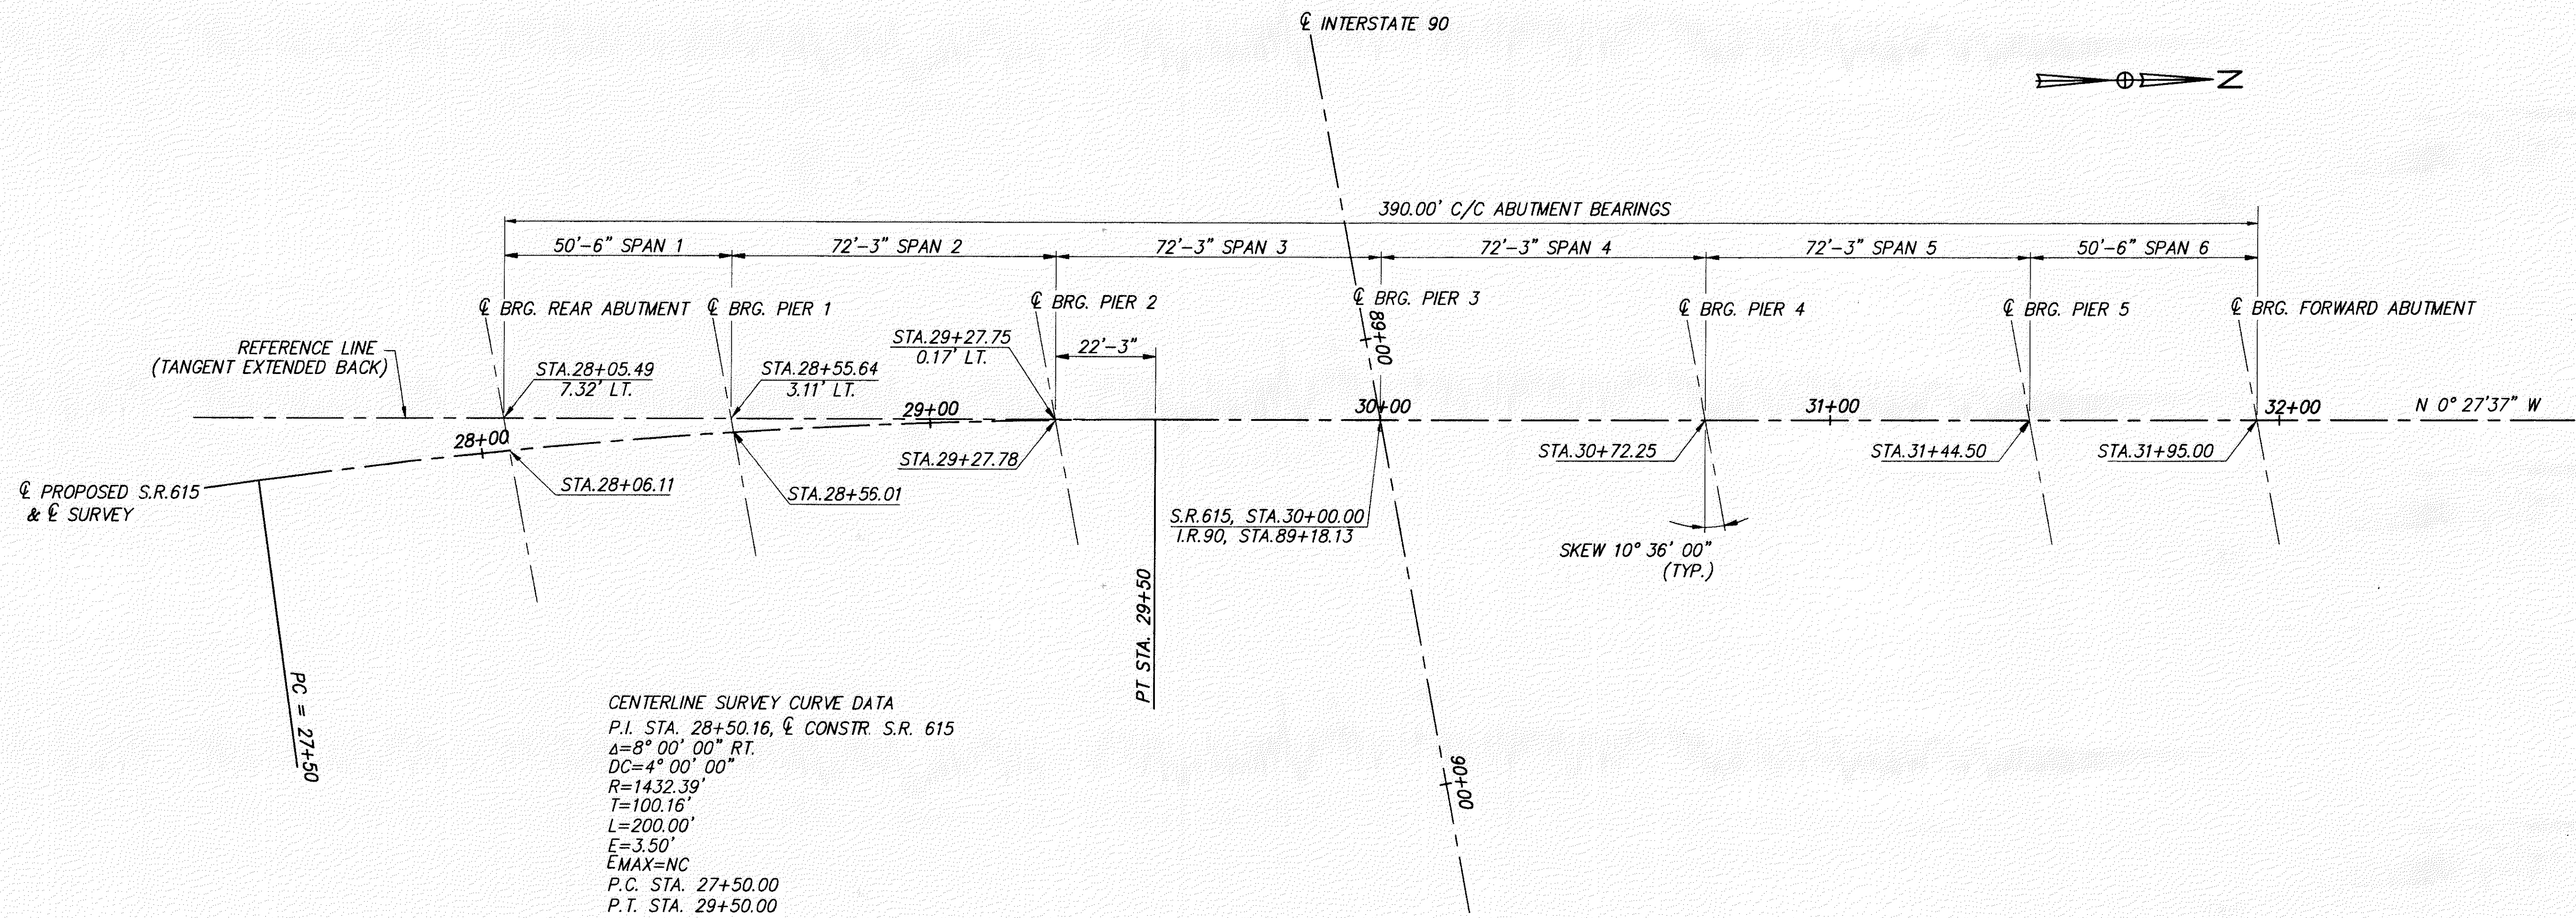 ℄ INTERSTATE 90
N
390.00' C/C ABUTMENT BEARINGS
50'-6" SPAN 1
72'-3" SPAN 2
72'-3" SPAN 3
72'-3" SPAN 4
72'-3" SPAN 5
50'-6" SPAN 6
℄ BRG. REAR ABUTMENT
℄ BRG. PIER 1
℄ BRG. PIER 2
℄ BRG. PIER 3
℄ BRG. PIER 4
℄ BRG. PIER 5
℄ BRG. FORWARD ABUTMENT
89+00
REFERENCE LINE
(TANGENT EXTENDED BACK)
STA.28+05.49
7.32' LT.
STA.28+55.64
3.11' LT.
STA.29+27.75
0.17' LT.
22'-3"
28+00
29+00
30+00
31+00
32+00
N 0° 27'37" W
℄ PROPOSED S.R.615
& ℄ SURVEY
STA.28+06.11
STA.28+56.01
STA.29+27.78
S.R.615, STA.30+00.00
I.R.90, STA.89+18.13
STA.30+72.25
STA.31+44.50
STA.31+95.00
SKEW 10° 36' 00"
(TYP.)
PC = 27+50
PT STA. 29+50
90+00
CENTERLINE SURVEY CURVE DATA
P.I. STA. 28+50.16, ℄ CONSTR. S.R. 615
Δ=8° 00' 00" RT.
DC=4° 00' 00"
R=1432.39'
T=100.16'
L=200.00'
E=3.50'
EMAX=NC
P.C. STA. 27+50.00
P.T. STA. 29+50.00